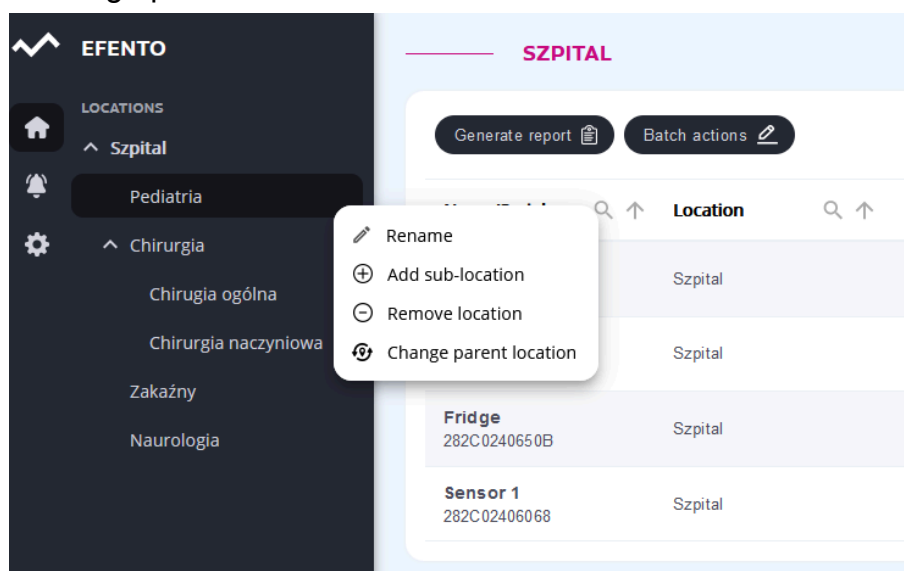 EFENTO
SZPITAL
LOCATIONS
Szpital
Generate report
Batch actions
Pediatria
Location
Rename
Chirurgia
Add sub-location
Szpital
Chirugia ogólna
Remove location
Chirurgia naczyniowa
Change parent location
Szpital
Zakaźny
Fridge
282C0240650B
Szpital
Naurologia
Sensor 1
282C02406068
Szpital